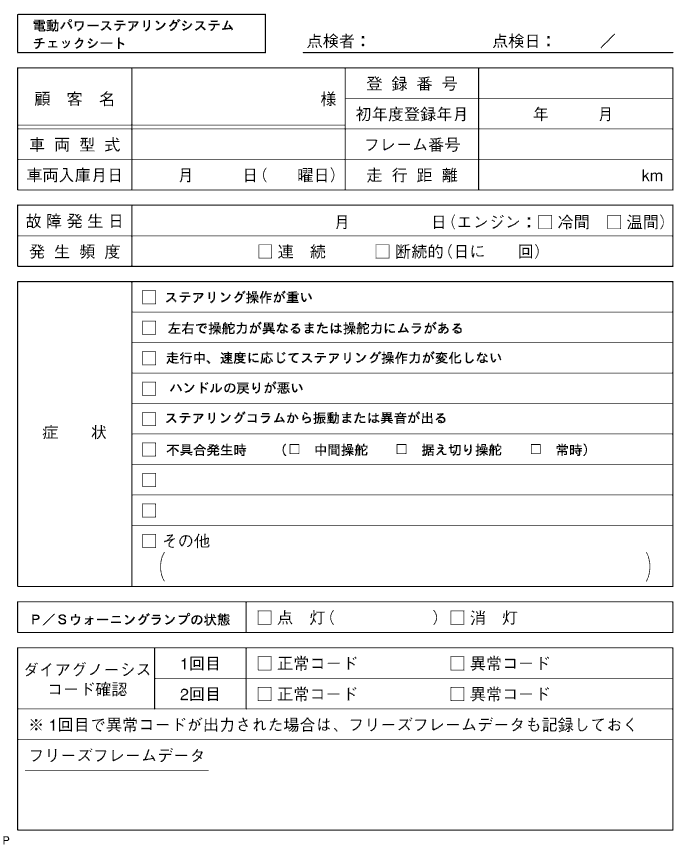 電動パワーステアリングシステム
チェックシート
点検者： 点検日： ／
顧客名 様 登録番号
初年度登録年月 年 月
車両型式 フレーム番号
車両入庫月日 月 日( 曜日) 走行距離 km
故障発生日 月 日(エンジン：□冷間 □温間)
発生頻度 □連 続 □断続的(日に 回)
症 状
□ ステアリング操作が重い
□ 左右で操舵力が異なるまたは操舵力にムラがある
□ 走行中、速度に応じてステアリング操作力が変化しない
□ ハンドルの戻りが悪い
□ ステアリングコラムから振動または異音が出る
□ 不具合発生時 (□ 中間操舵 □ 据え切り操舵 □ 常時)
□
□
□ その他
( )
Ｐ／Ｓウォーニングランプの状態 □点 灯( ) □消 灯
ダイアグノーシス
コード確認
1回目 □正常コード □異常コード
2回目 □正常コード □異常コード
※ 1回目で異常コードが出力された場合は、フリーズフレームデータも記録しておく
フリーズフレームデータ
P